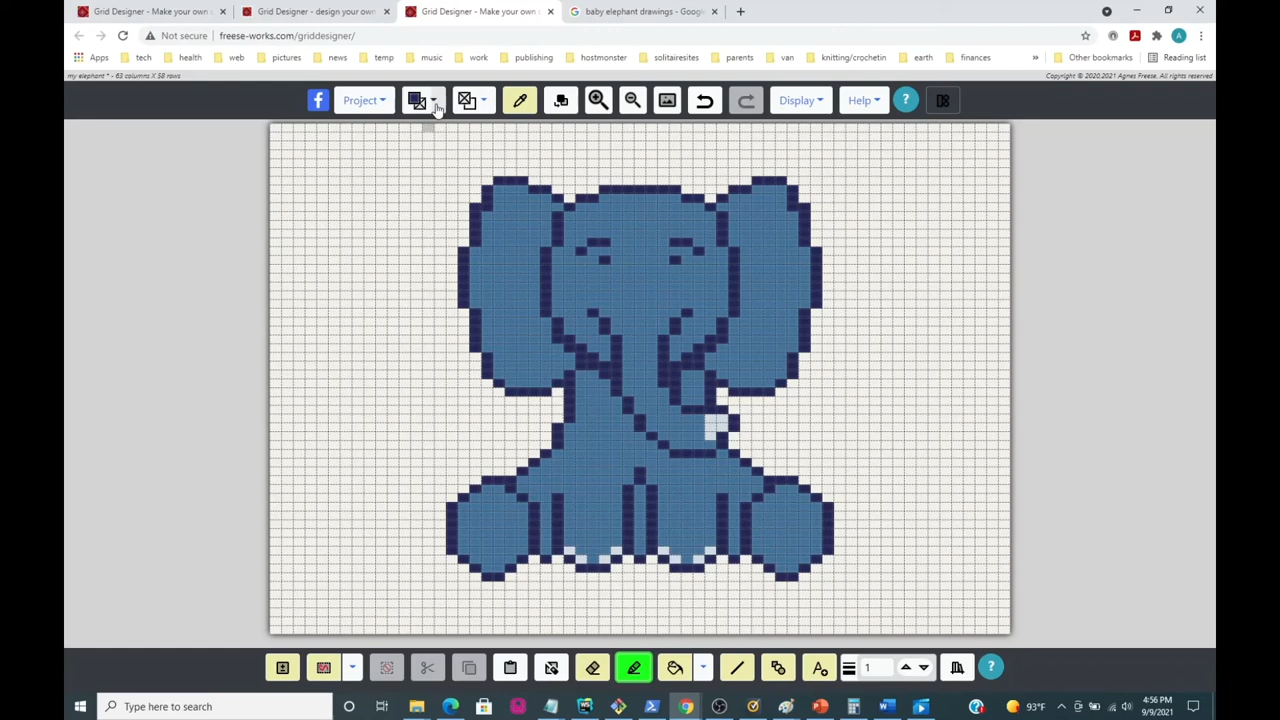 Grid Designer - Make your own
Grid Designer - design your own
Grid Designer - Make your own
baby elephant drawings - Google
Not secure
freese-works.com/griddesigner/
Apps
tech
health
web
pictures
news
temp
music
work
publishing
hostmonster
solitairesites
parents
van
knitting/crochetin
earth
finances
Other bookmarks
Reading list
my elephant * - 63 columns X 58 rows
Copyright © 2020,2021 Agnes Freese, All rights reserved.
Project
Display
Help
?
1
?
Type here to search
93°F
4:56 PM
9/9/2021